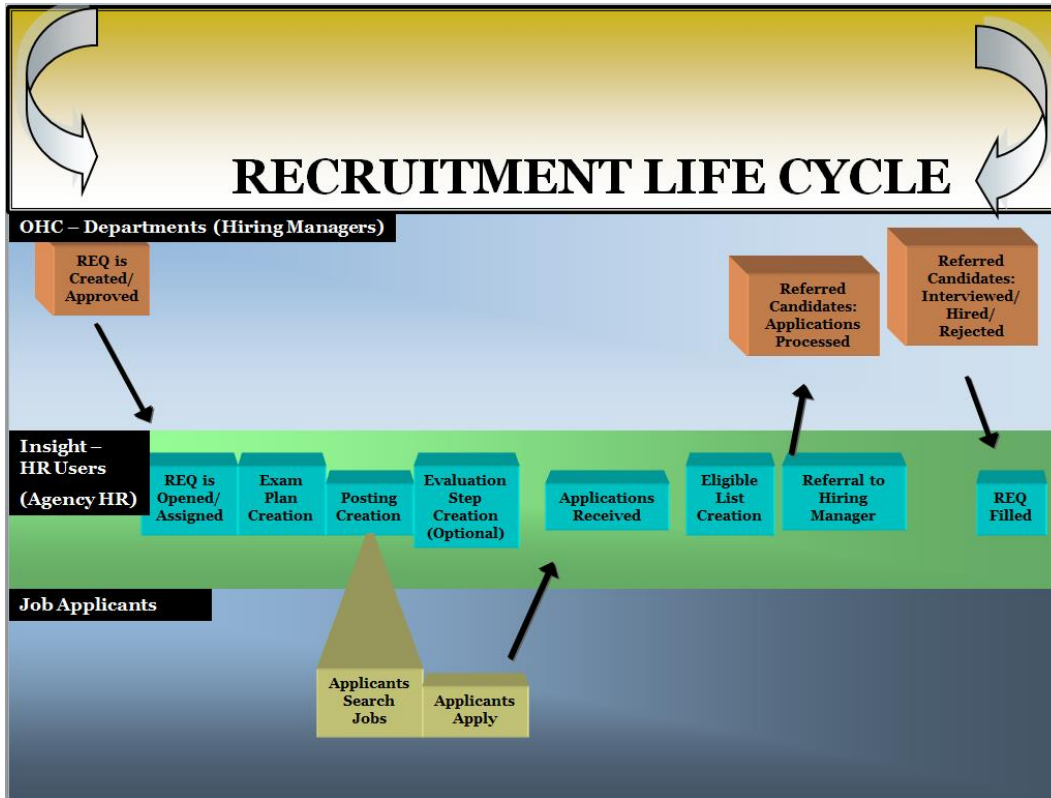 RECRUITMENT LIFE CYCLE
OHC – Departments (Hiring Managers)
REQ is
Created/
Approved
Referred
Candidates:
Applications
Processed
Referred
Candidates:
Interviewed/
Hired/
Rejected
Insight –
HR Users
(Agency HR)
REQ is
Opened/
Assigned
Exam
Plan
Creation
Posting
Creation
Evaluation
Step
Creation
(Optional)
Applications
Received
Eligible
List
Creation
Referral to
Hiring
Manager
REQ
Filled
Job Applicants
Applicants
Search
Jobs
Applicants
Apply